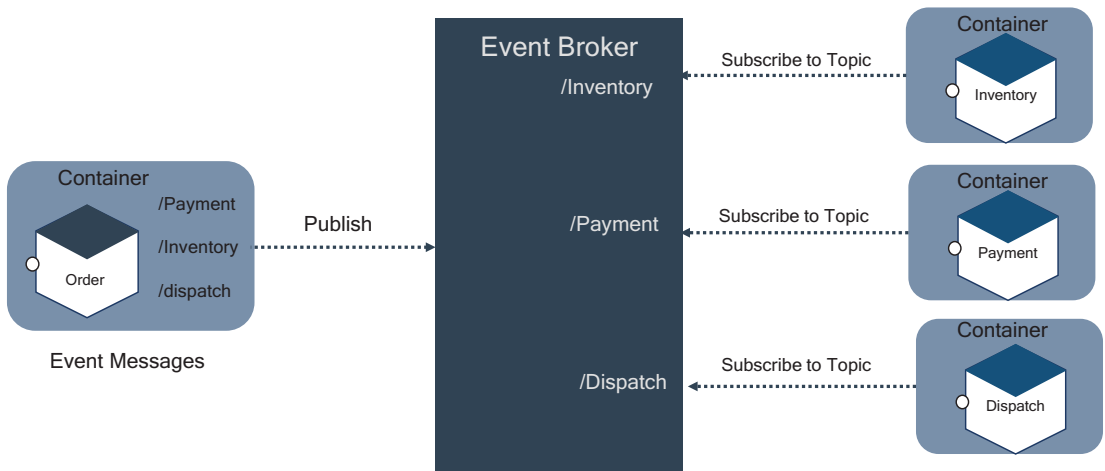 Container
/Payment
/Inventory
Order
/dispatch
Event Messages
Publish
Event Broker
/Inventory
/Payment
/Dispatch
Subscribe to Topic
Container
Inventory
Subscribe to Topic
Container
Payment
Subscribe to Topic
Container
Dispatch